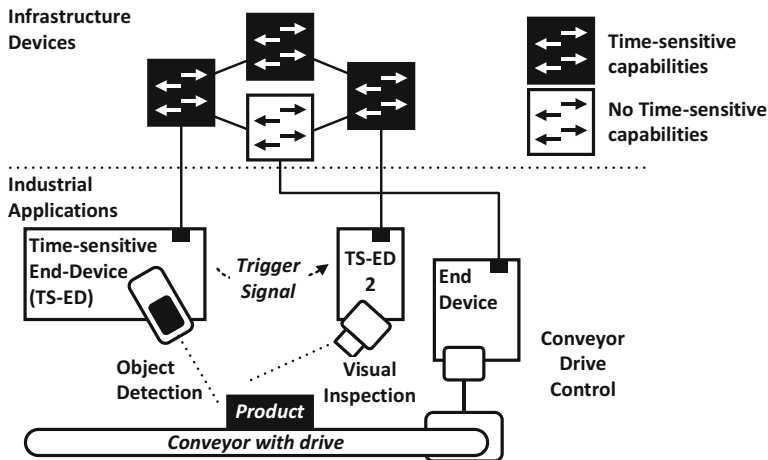 Infrastructure
Devices
Time-sensitive
capabilities
No Time-sensitive
capabilities
Industrial
Applications
Time-sensitive
End-Device
(TS-ED)
Trigger
Signal
TS-ED
2
End
Device
Object
Detection
Visual
Inspection
Conveyor
Drive
Control
Product
Conveyor with drive